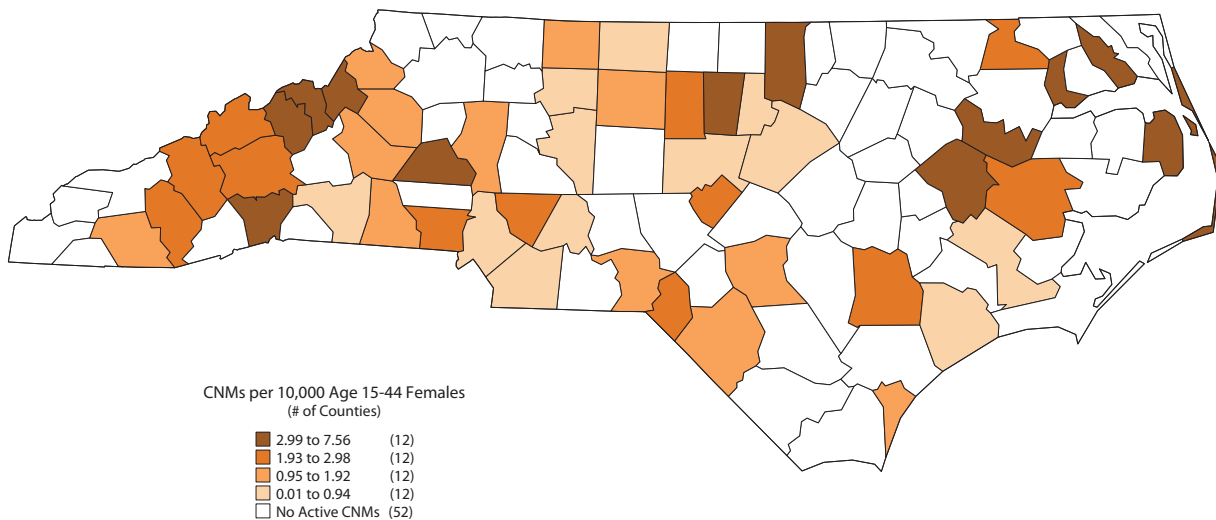 CNMs per 10,000 Age 15-44 Females
(# of Counties)
2.99 to 7.56 (12)
1.93 to 2.98 (12)
0.95 to 1.92 (12)
0.01 to 0.94 (12)
No Active CNMs (52)